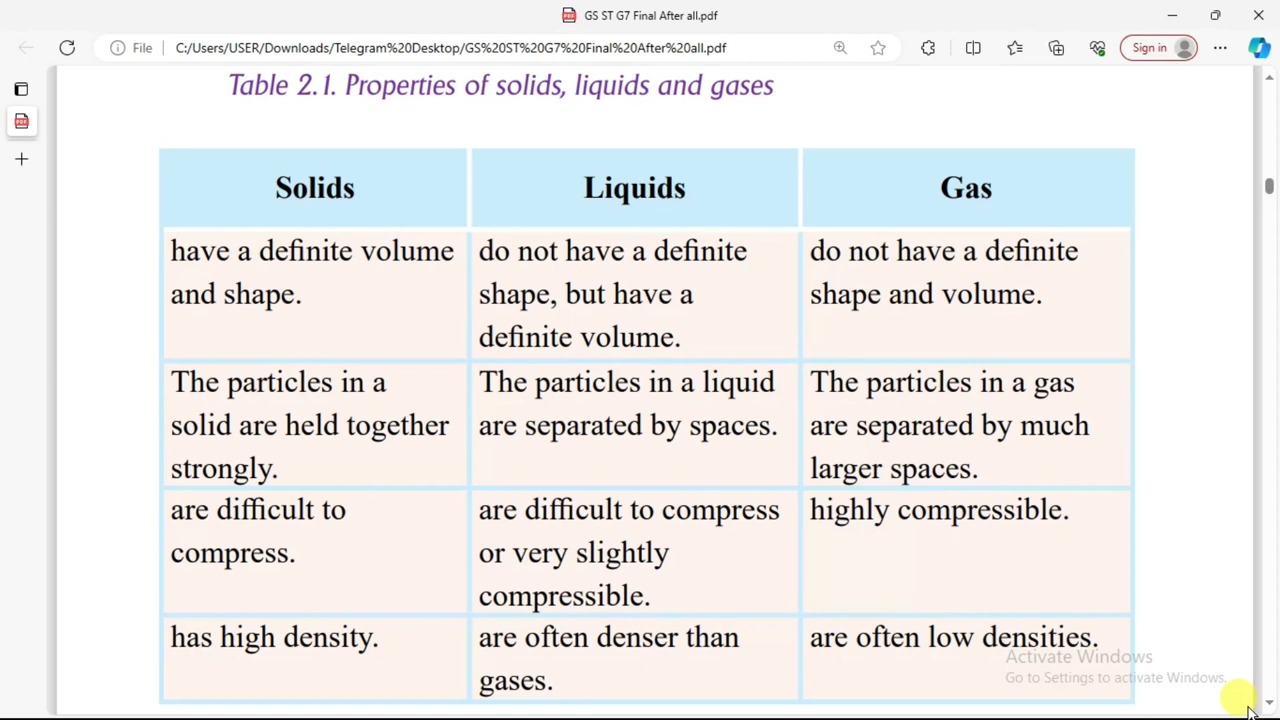 GS ST G7 Final After all.pdf
File
C:/Users/USER/Downloads/Telegram%20Desktop/GS%20ST%20G7%20Final%20After%20all.pdf
Sign in
Table 2.1. Properties of solids, liquids and gases
Solids
Liquids
Gas
have a definite volume
and shape.
do not have a definite
shape, but have a
definite volume.
do not have a definite
shape and volume.
The particles in a
solid are held together
strongly.
The particles in a liquid
are separated by spaces.
The particles in a gas
are separated by much
larger spaces.
are difficult to
compress.
are difficult to compress
or very slightly
compressible.
highly compressible.
has high density.
are often denser than
gases.
are often low densities.
Activate Windows
Go to Settings to activate Windows.